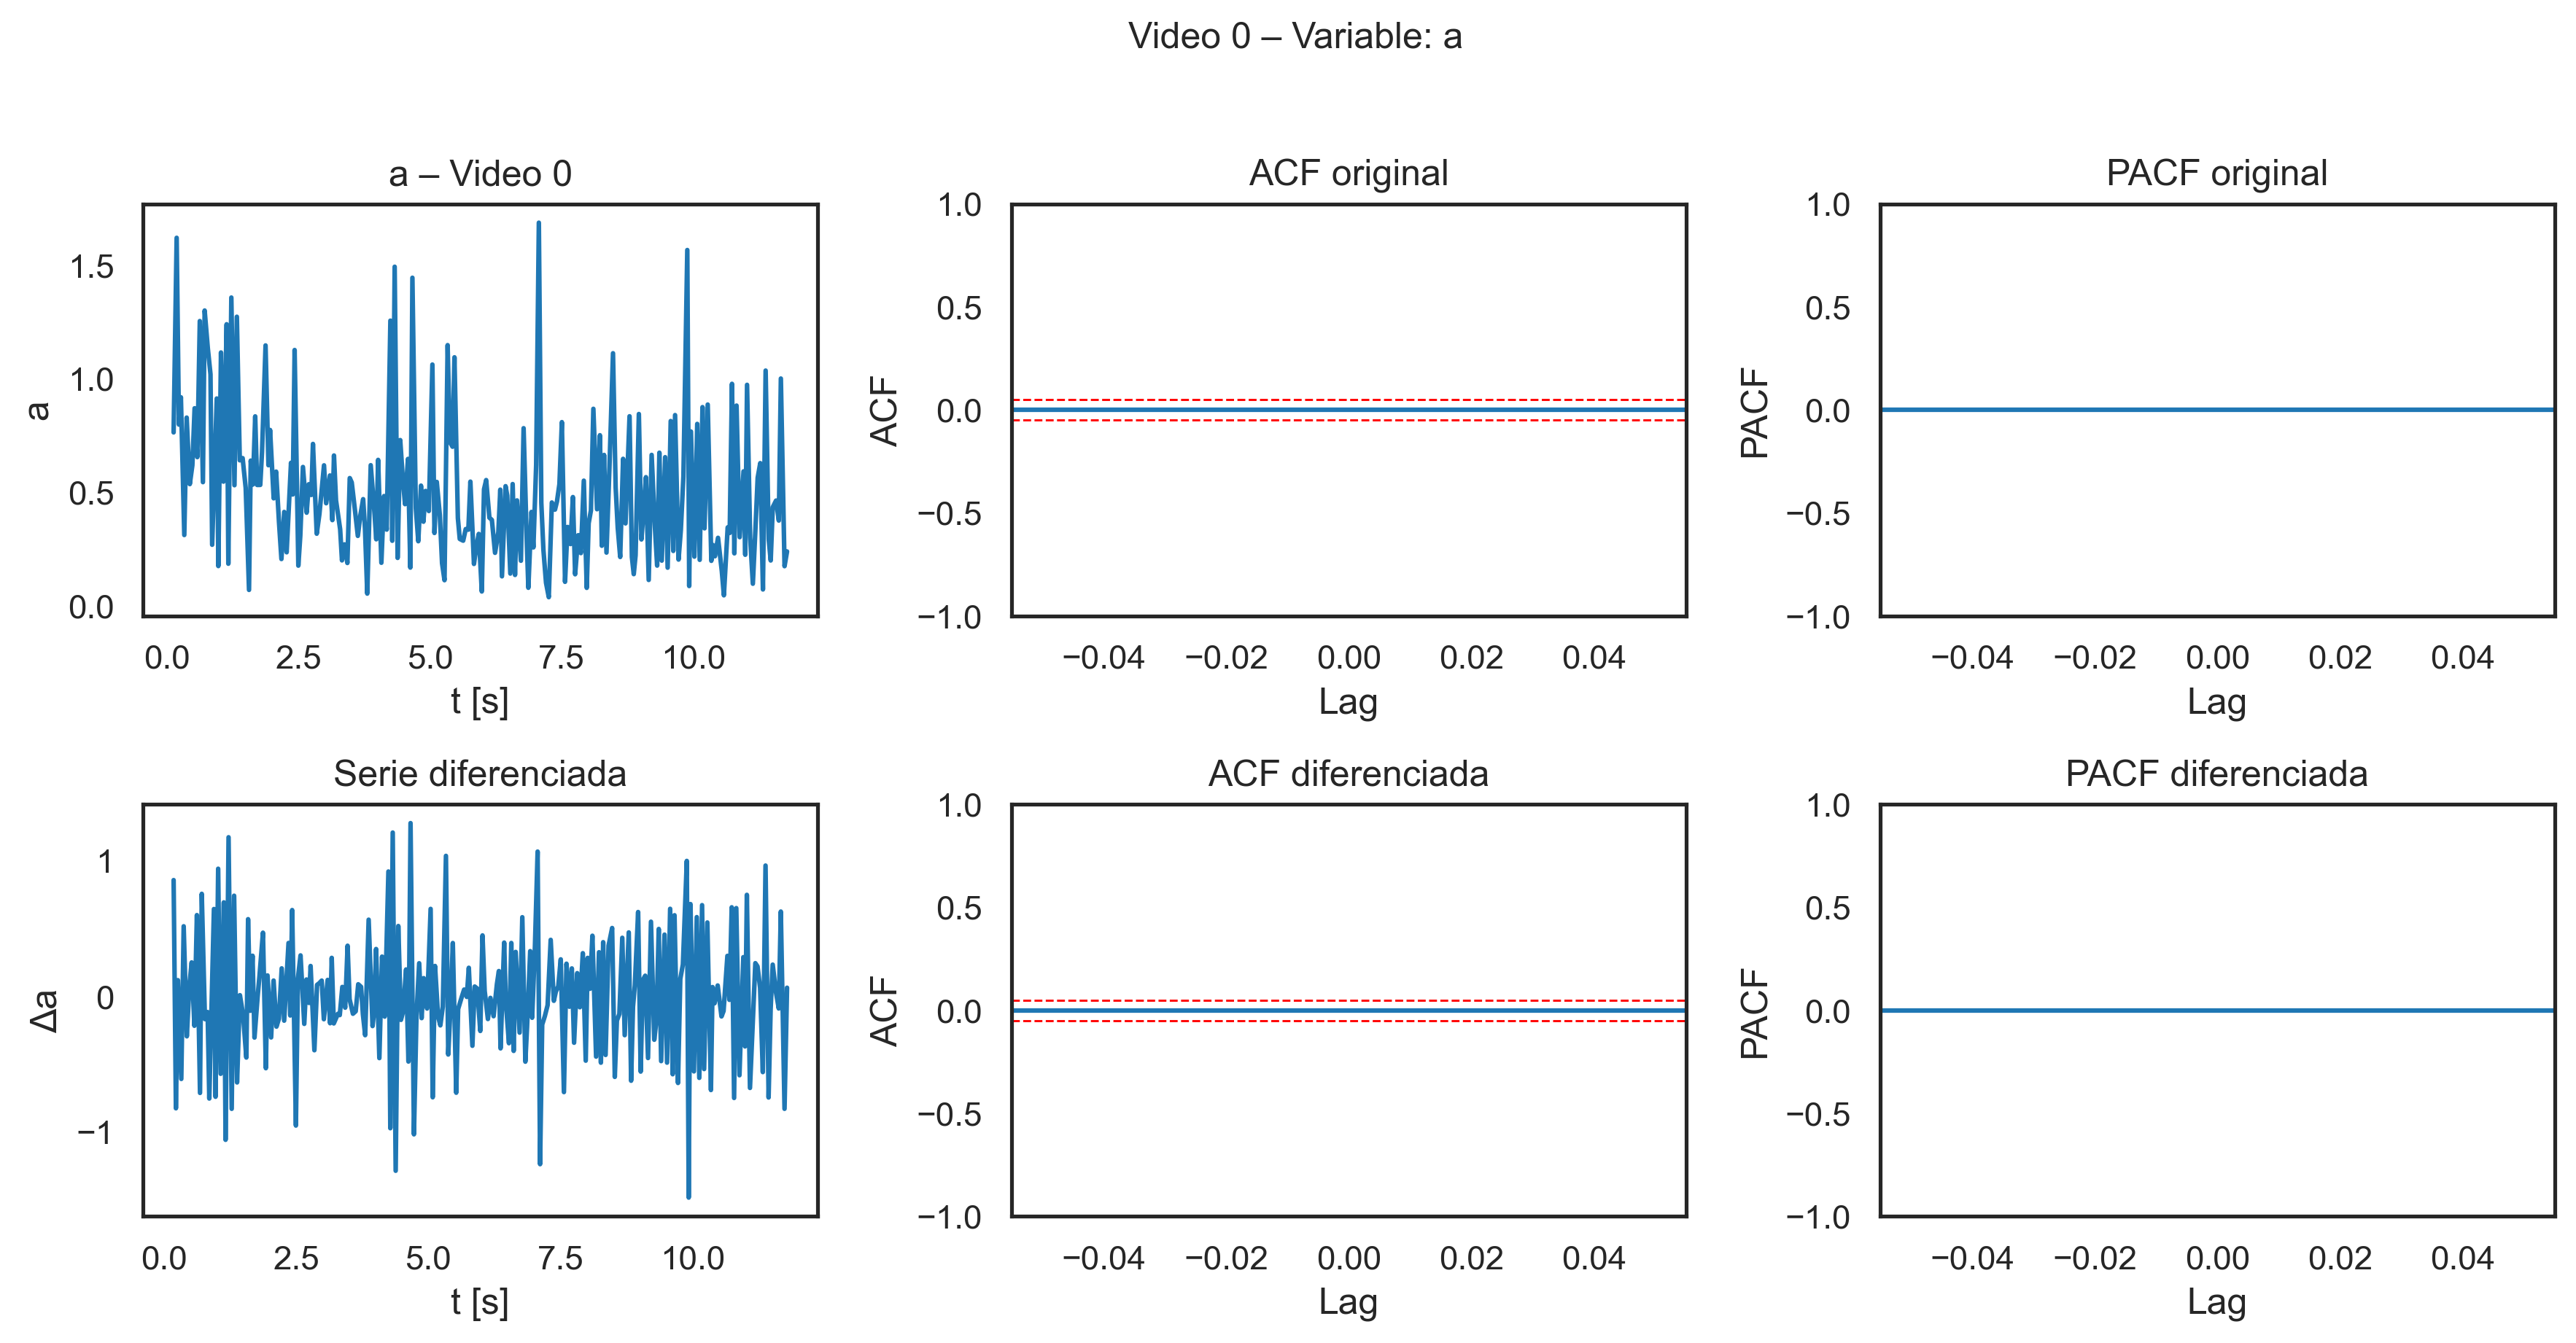 Video 0 – Variable: a
a – Video 0
a
1.5
1.0
0.5
0.0
0.0 2.5 5.0 7.5 10.0
t [s]
ACF original
ACF
1.0
0.5
0.0
−0.5
−1.0
−0.04 −0.02 0.00 0.02 0.04
Lag
PACF original
PACF
1.0
0.5
0.0
−0.5
−1.0
−0.04 −0.02 0.00 0.02 0.04
Lag
Serie diferenciada
Δa
1
0
−1
0.0 2.5 5.0 7.5 10.0
t [s]
ACF diferenciada
ACF
1.0
0.5
0.0
−0.5
−1.0
−0.04 −0.02 0.00 0.02 0.04
Lag
PACF diferenciada
PACF
1.0
0.5
0.0
−0.5
−1.0
−0.04 −0.02 0.00 0.02 0.04
Lag